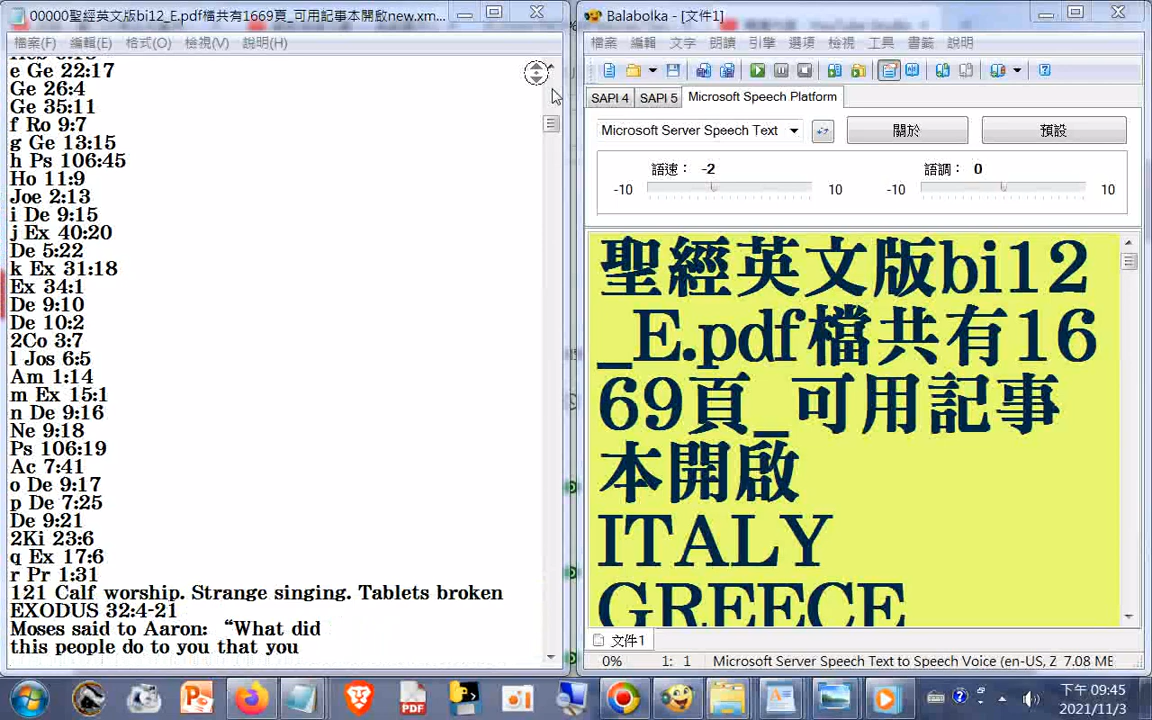 00000聖經英文版bi12_E.pdf檔共有1669頁_可用記事本開啟new.xm...
檔案(F) 編輯(E) 格式(O) 檢視(V) 說明(H)
e Ge 22:17
Ge 26:4
Ge 35:11
f Ro 9:7
g Ge 13:15
h Ps 106:45
Ho 11:9
Joe 2:13
i De 9:15
j Ex 40:20
De 5:22
k Ex 31:18
Ex 34:1
De 9:10
De 10:2
2Co 3:7
l Jos 6:5
Am 1:14
m Ex 15:1
n De 9:16
Ne 9:18
Ps 106:19
Ac 7:41
o De 9:17
p De 7:25
De 9:21
2Ki 23:6
q Ex 17:6
r Pr 1:31
121 Calf worship. Strange singing. Tablets broken
EXODUS 32:4-21
Moses said to Aaron: “What did
this people do to you that you
Balabolka - [文件1]
檔案 編輯 文字 朗讀 引擎 選項 檢視 工具 書籤 說明
SAPI 4 SAPI 5 Microsoft Speech Platform
Microsoft Server Speech Text 關於 預設
語速： -2 語調： 0
-10 10 -10 10
聖經英文版bi12
_E.pdf檔共有16
69頁_可用記事
本開啟
ITALY
GREECE
文件1
0% 1: 1 Microsoft Server Speech Text to Speech Voice (en-US, Z 7.08 ME
PDF
下午 09:45
2021/11/3